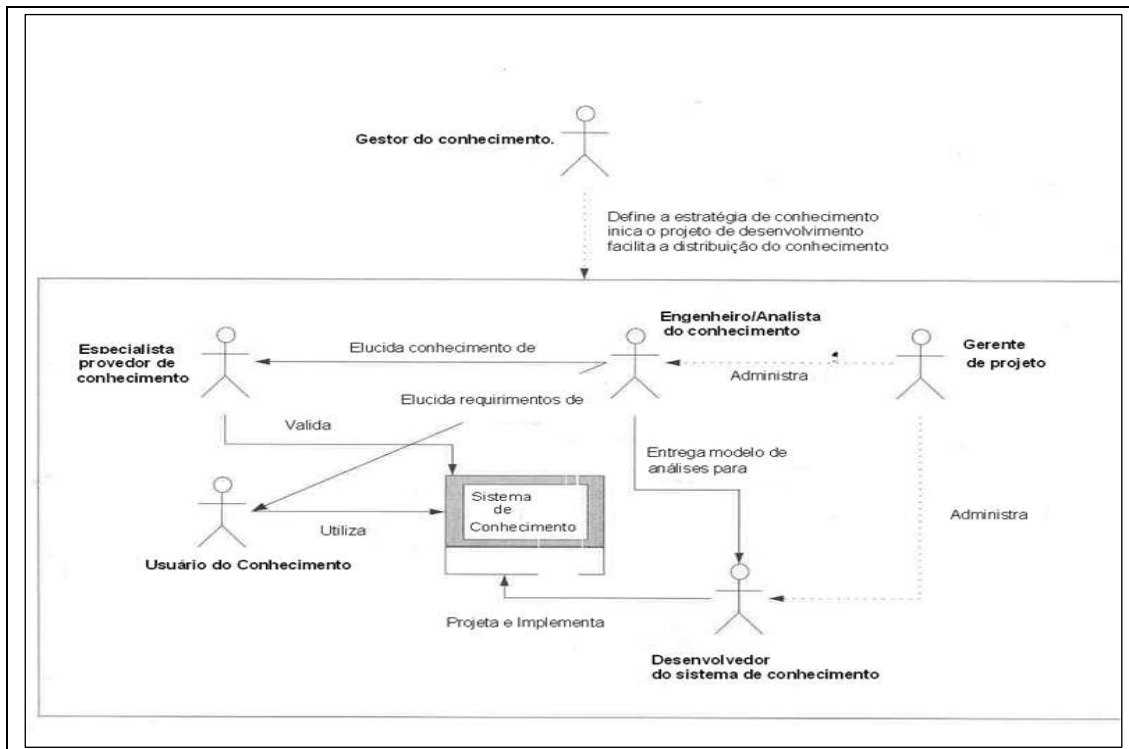 Gestor do conhecimento.
Define a estratégia de conhecimento
inica o projeto de desenvolvimento
facilita a distribuição do conhecimento
Engenheiro/Analista
do conhecimento
Especialista
provedor de
conhecimento
Elucida conhecimento de
Gerente
de projeto
Administra
Elucida requirimentos de
Valida
Entrega modelo de
análises para
Sistema
de
Conhecimento
Utiliza
Administra
Usuário do Conhecimento
Projeta e Implementa
Desenvolvedor
do sistema de conhecimento